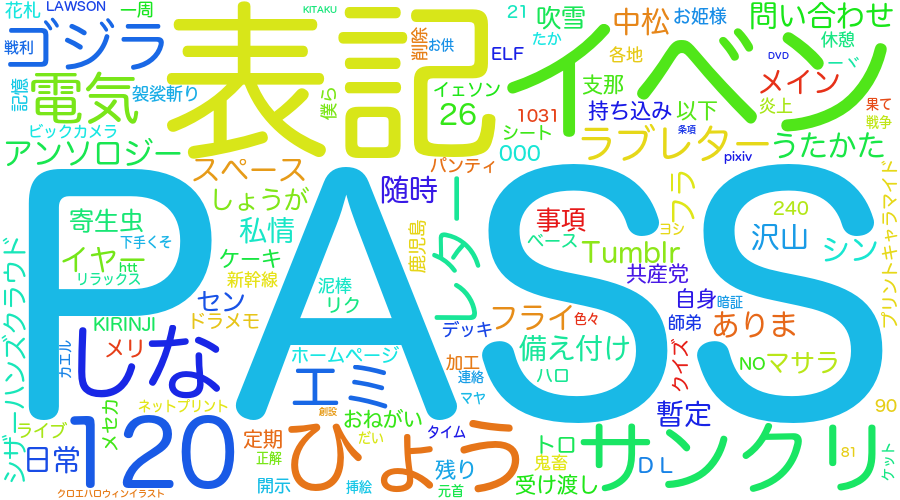 花札
LAWSON
一周
KITAKU
戦利
ゴジラ
表記
削除
お供
21
吹雪
中松
お姫様
問い合わせ
たか
各地
DVD
休憩
ーヾ
ELF
イベン
電気
記憶
袈裟斬り
僕ら
イェソン
支那
メイン
炎上
果て
戦争
26
1031
持ち込み
以下
条項
ビックカメラ
シート
アンソロジー
000
ラブレター
pixiv
うたかた
スペース
パンティ
随時
しょうが
フラ
プリントキャラマイド
PASS
寄生虫
私情
鹿児島
レター
事項
ヨシ
240
沢山
シン
下手くそ
イヤー
htt
リラックス
ケーキ
新幹線
ベース
Tumblr
共産党
シザーハンズクラウド
泥棒
リク
セン
ドラメモ
自身
暗証
KIRINJI
デッキ
フライ
色々
師弟
ありま
しな
メリ
カエル
ホームページ
エミ
加工
連絡
備え付け
クイズ
NO
マサラ
ハロ
マヤ
メセカ
ネットプリント
創設
おねがい
暫定
90
ライブ
120
日常
定期
正解
ひょう
だい
タイム
トロ
サンクリ
81
ケット
鬼畜
DL
残り
受け渡し
開示
挿絵
元首
クロエハロウィンイラスト